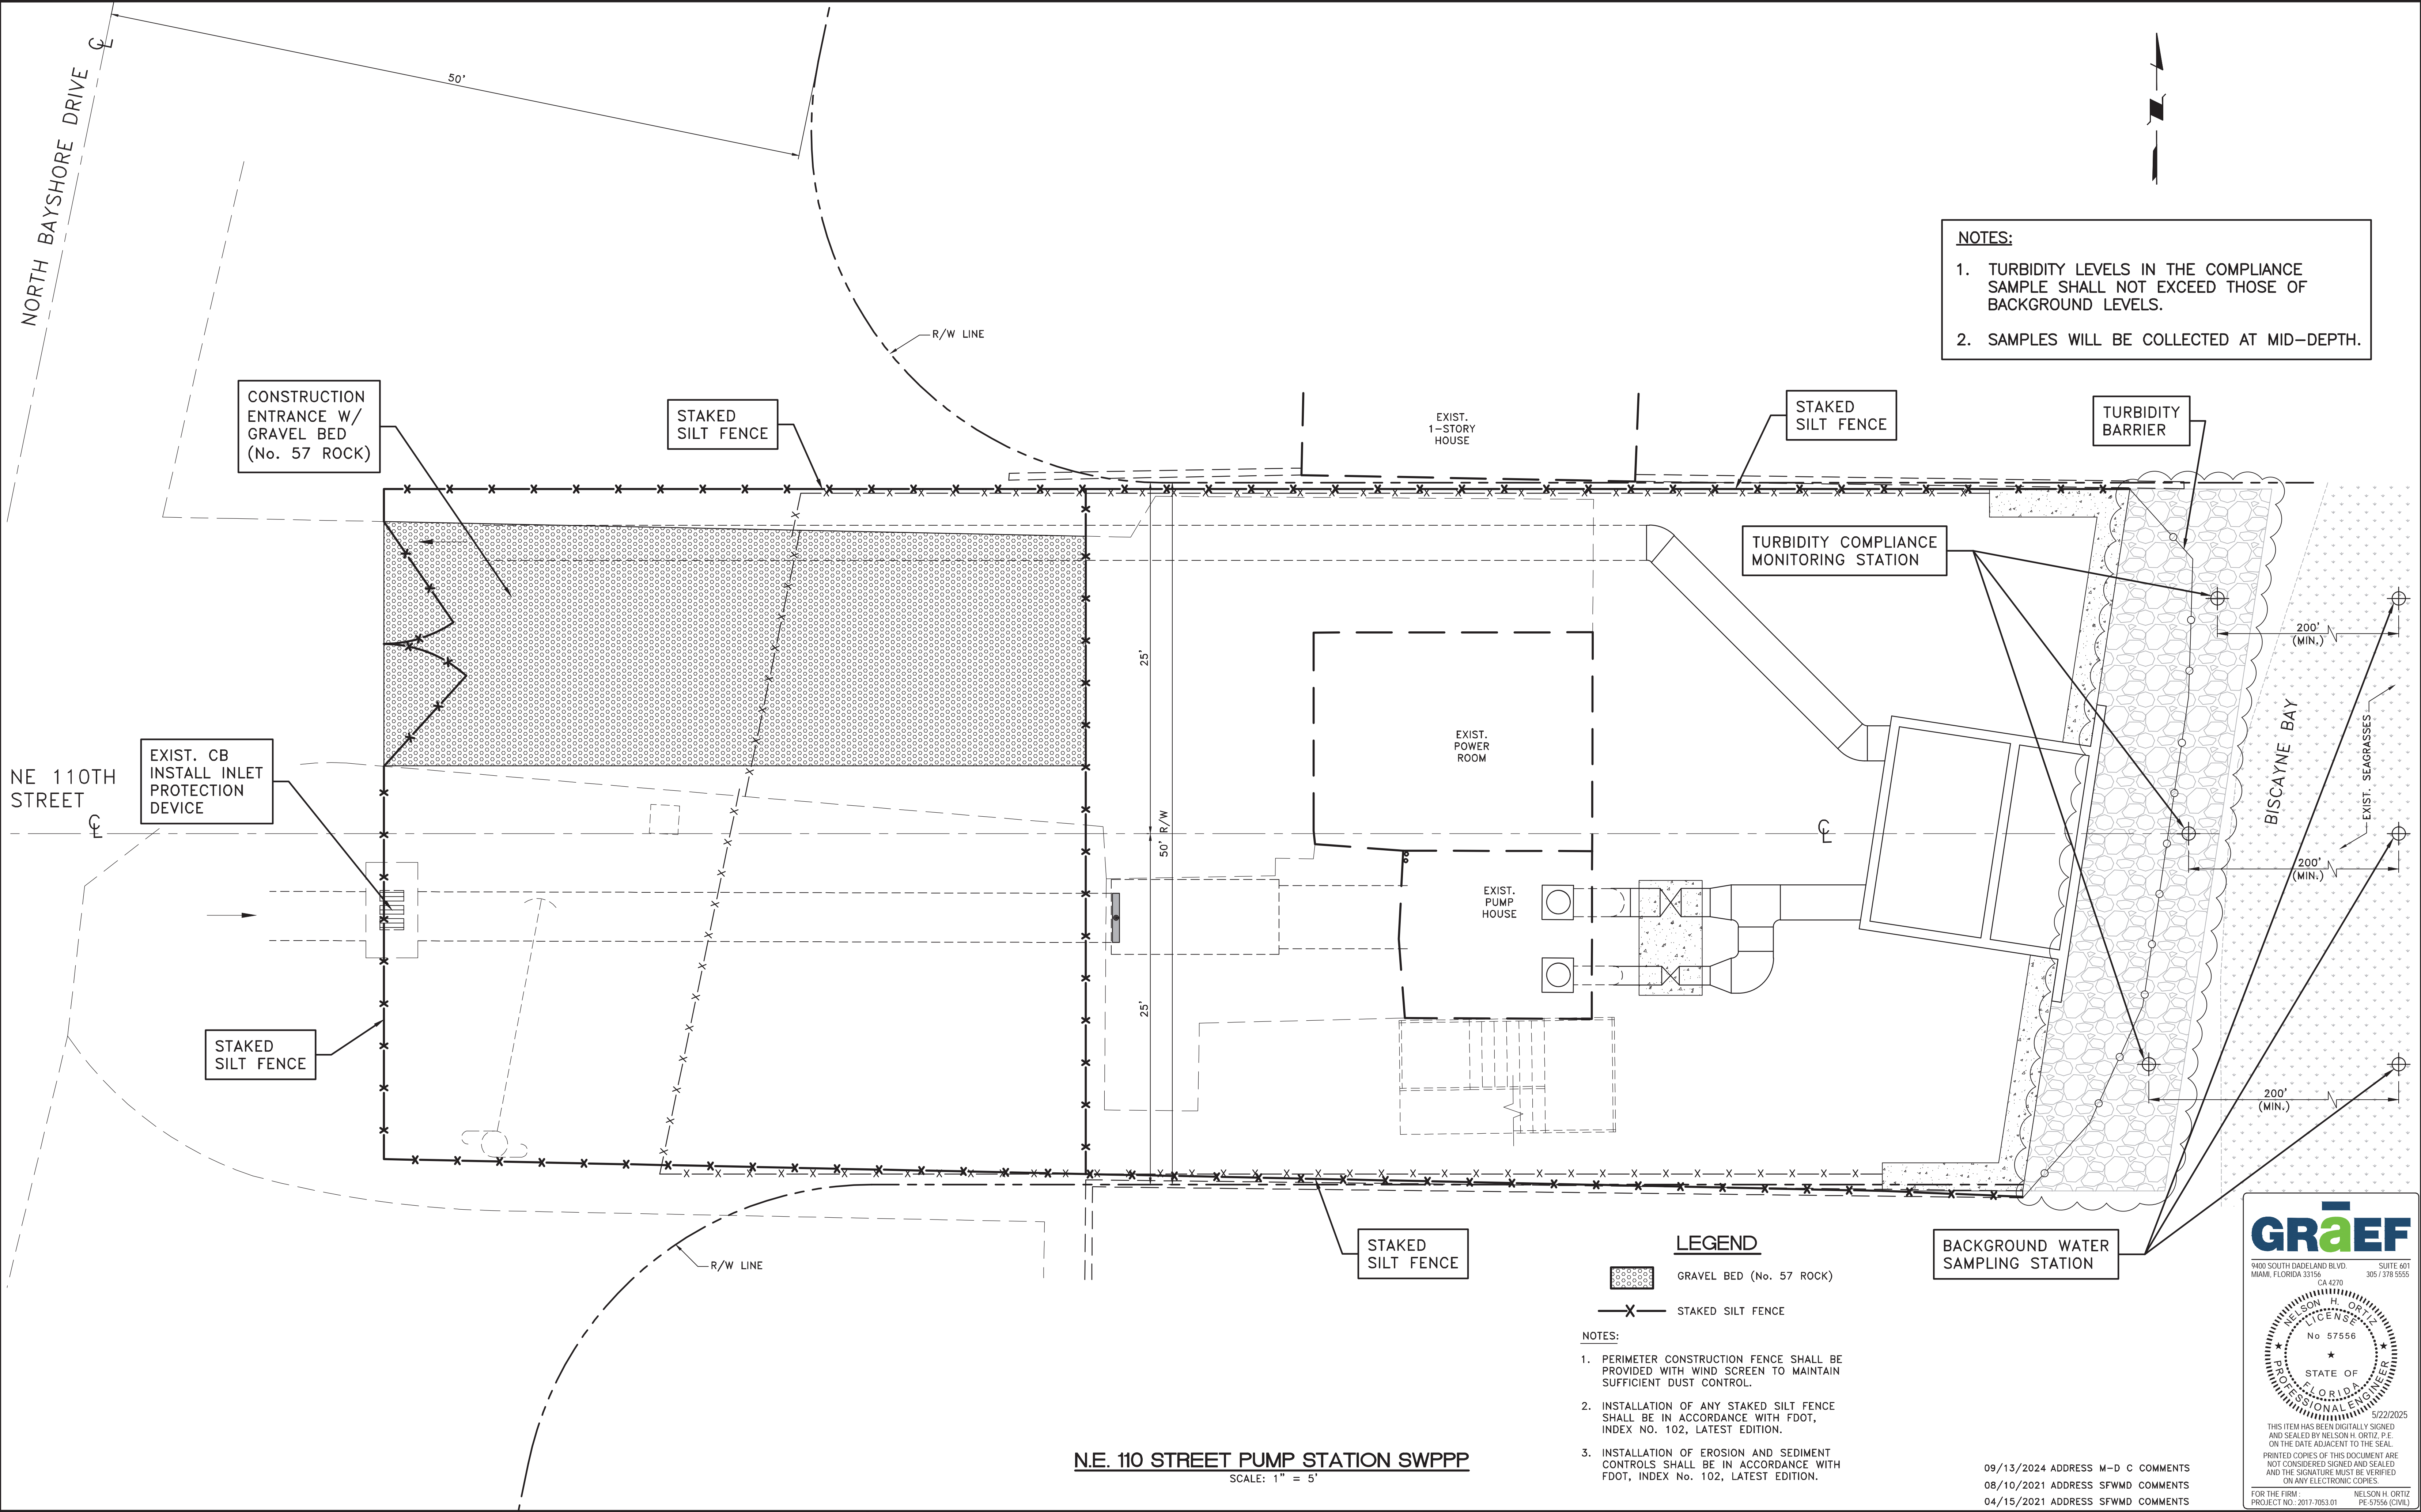 NORTH BAYSHORE DRIVE
50'
R/W LINE
NOTES:
1. TURBIDITY LEVELS IN THE COMPLIANCE
SAMPLE SHALL NOT EXCEED THOSE OF
BACKGROUND LEVELS.
2. SAMPLES WILL BE COLLECTED AT MID-DEPTH.
CONSTRUCTION
ENTRANCE W/
GRAVEL BED
(No. 57 ROCK)
STAKED
SILT FENCE
EXIST.
1-STORY
HOUSE
STAKED
SILT FENCE
TURBIDITY
BARRIER
TURBIDITY COMPLIANCE
MONITORING STATION
200'
(MIN.)
25'
EXIST.
POWER
ROOM
BISCAYNE BAY
EXIST. SEAGRASSES
EXIST. CB
INSTALL INLET
PROTECTION
DEVICE
NE 110TH
STREET
50' R/W
200'
(MIN.)
EXIST.
PUMP
HOUSE
25'
STAKED
SILT FENCE
200'
(MIN.)
R/W LINE
STAKED
SILT FENCE
BACKGROUND WATER
SAMPLING STATION
LEGEND
GRAVEL BED (No. 57 ROCK)
STAKED SILT FENCE
NOTES:
1. PERIMETER CONSTRUCTION FENCE SHALL BE
PROVIDED WITH WIND SCREEN TO MAINTAIN
SUFFICIENT DUST CONTROL.
2. INSTALLATION OF ANY STAKED SILT FENCE
SHALL BE IN ACCORDANCE WITH FDOT,
INDEX NO. 102, LATEST EDITION.
3. INSTALLATION OF EROSION AND SEDIMENT
CONTROLS SHALL BE IN ACCORDANCE WITH
FDOT, INDEX No. 102, LATEST EDITION.
N.E. 110 STREET PUMP STATION SWPPP
SCALE: 1" = 5'
09/13/2024 ADDRESS M-D C COMMENTS
08/10/2021 ADDRESS SFWMD COMMENTS
04/15/2021 ADDRESS SFWMD COMMENTS
GRAEF
9400 SOUTH DADELAND BLVD. SUITE 601
MIAMI, FLORIDA 33156 305 / 378 5555
CA 4270
NELSON H. ORTIZ
LICENSE
No 57556
STATE OF
FLORIDA
PROFESSIONAL ENGINEER
5/22/2025
THIS ITEM HAS BEEN DIGITALLY SIGNED
AND SEALED BY NELSON H. ORTIZ, P.E.
ON THE DATE ADJACENT TO THE SEAL.
PRINTED COPIES OF THIS DOCUMENT ARE
NOT CONSIDERED SIGNED AND SEALED
AND THE SIGNATURE MUST BE VERIFIED
ON ANY ELECTRONIC COPIES.
FOR THE FIRM : NELSON H. ORTIZ
PROJECT NO.: 2017-7053.01 PE-57556 (CIVIL)